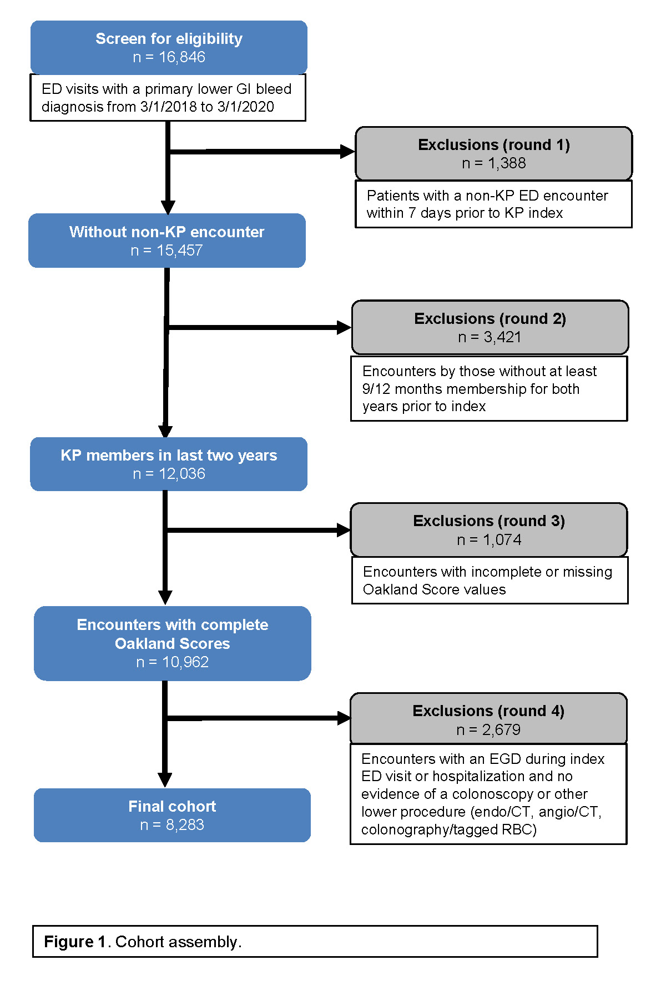 Screen for eligibility
n = 16,846
ED visits with a primary lower GI bleed
diagnosis from 3/1/2018 to 3/1/2020
Exclusions (round 1)
n = 1,388
Patients with a non-KP ED encounter
within 7 days prior to KP index
Without non-KP encounter
n = 15,457
Exclusions (round 2)
n = 3,421
Encounters by those without at least
9/12 months membership for both
years prior to index
KP members in last two years
n = 12,036
Exclusions (round 3)
n = 1,074
Encounters with incomplete or missing
Oakland Score values
Encounters with complete
Oakland Scores
n = 10,962
Exclusions (round 4)
n = 2,679
Encounters with an EGD during index
ED visit or hospitalization and no
evidence of a colonoscopy or other
lower procedure (endo/CT, angio/CT,
colonography/tagged RBC)
Final cohort
n = 8,283
Figure 1. Cohort assembly.